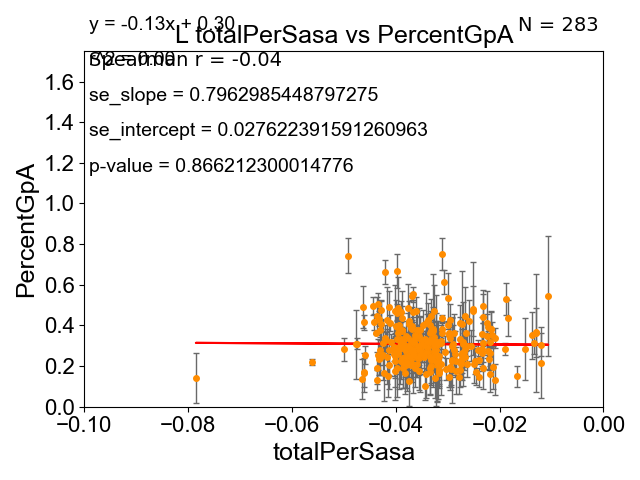 y = -0.13x + 0.30
N = 283
L totalPerSasa vs PercentGpA
Spearman r = -0.04
se_slope = 0.7962985448797275
se_intercept = 0.027622391591260963
p-value = 0.866212300014776
PercentGpA
1.6
1.4
1.2
1.0
0.8
0.6
0.4
0.2
0.0
−0.10
−0.08
−0.06
−0.04
−0.02
0.00
totalPerSasa